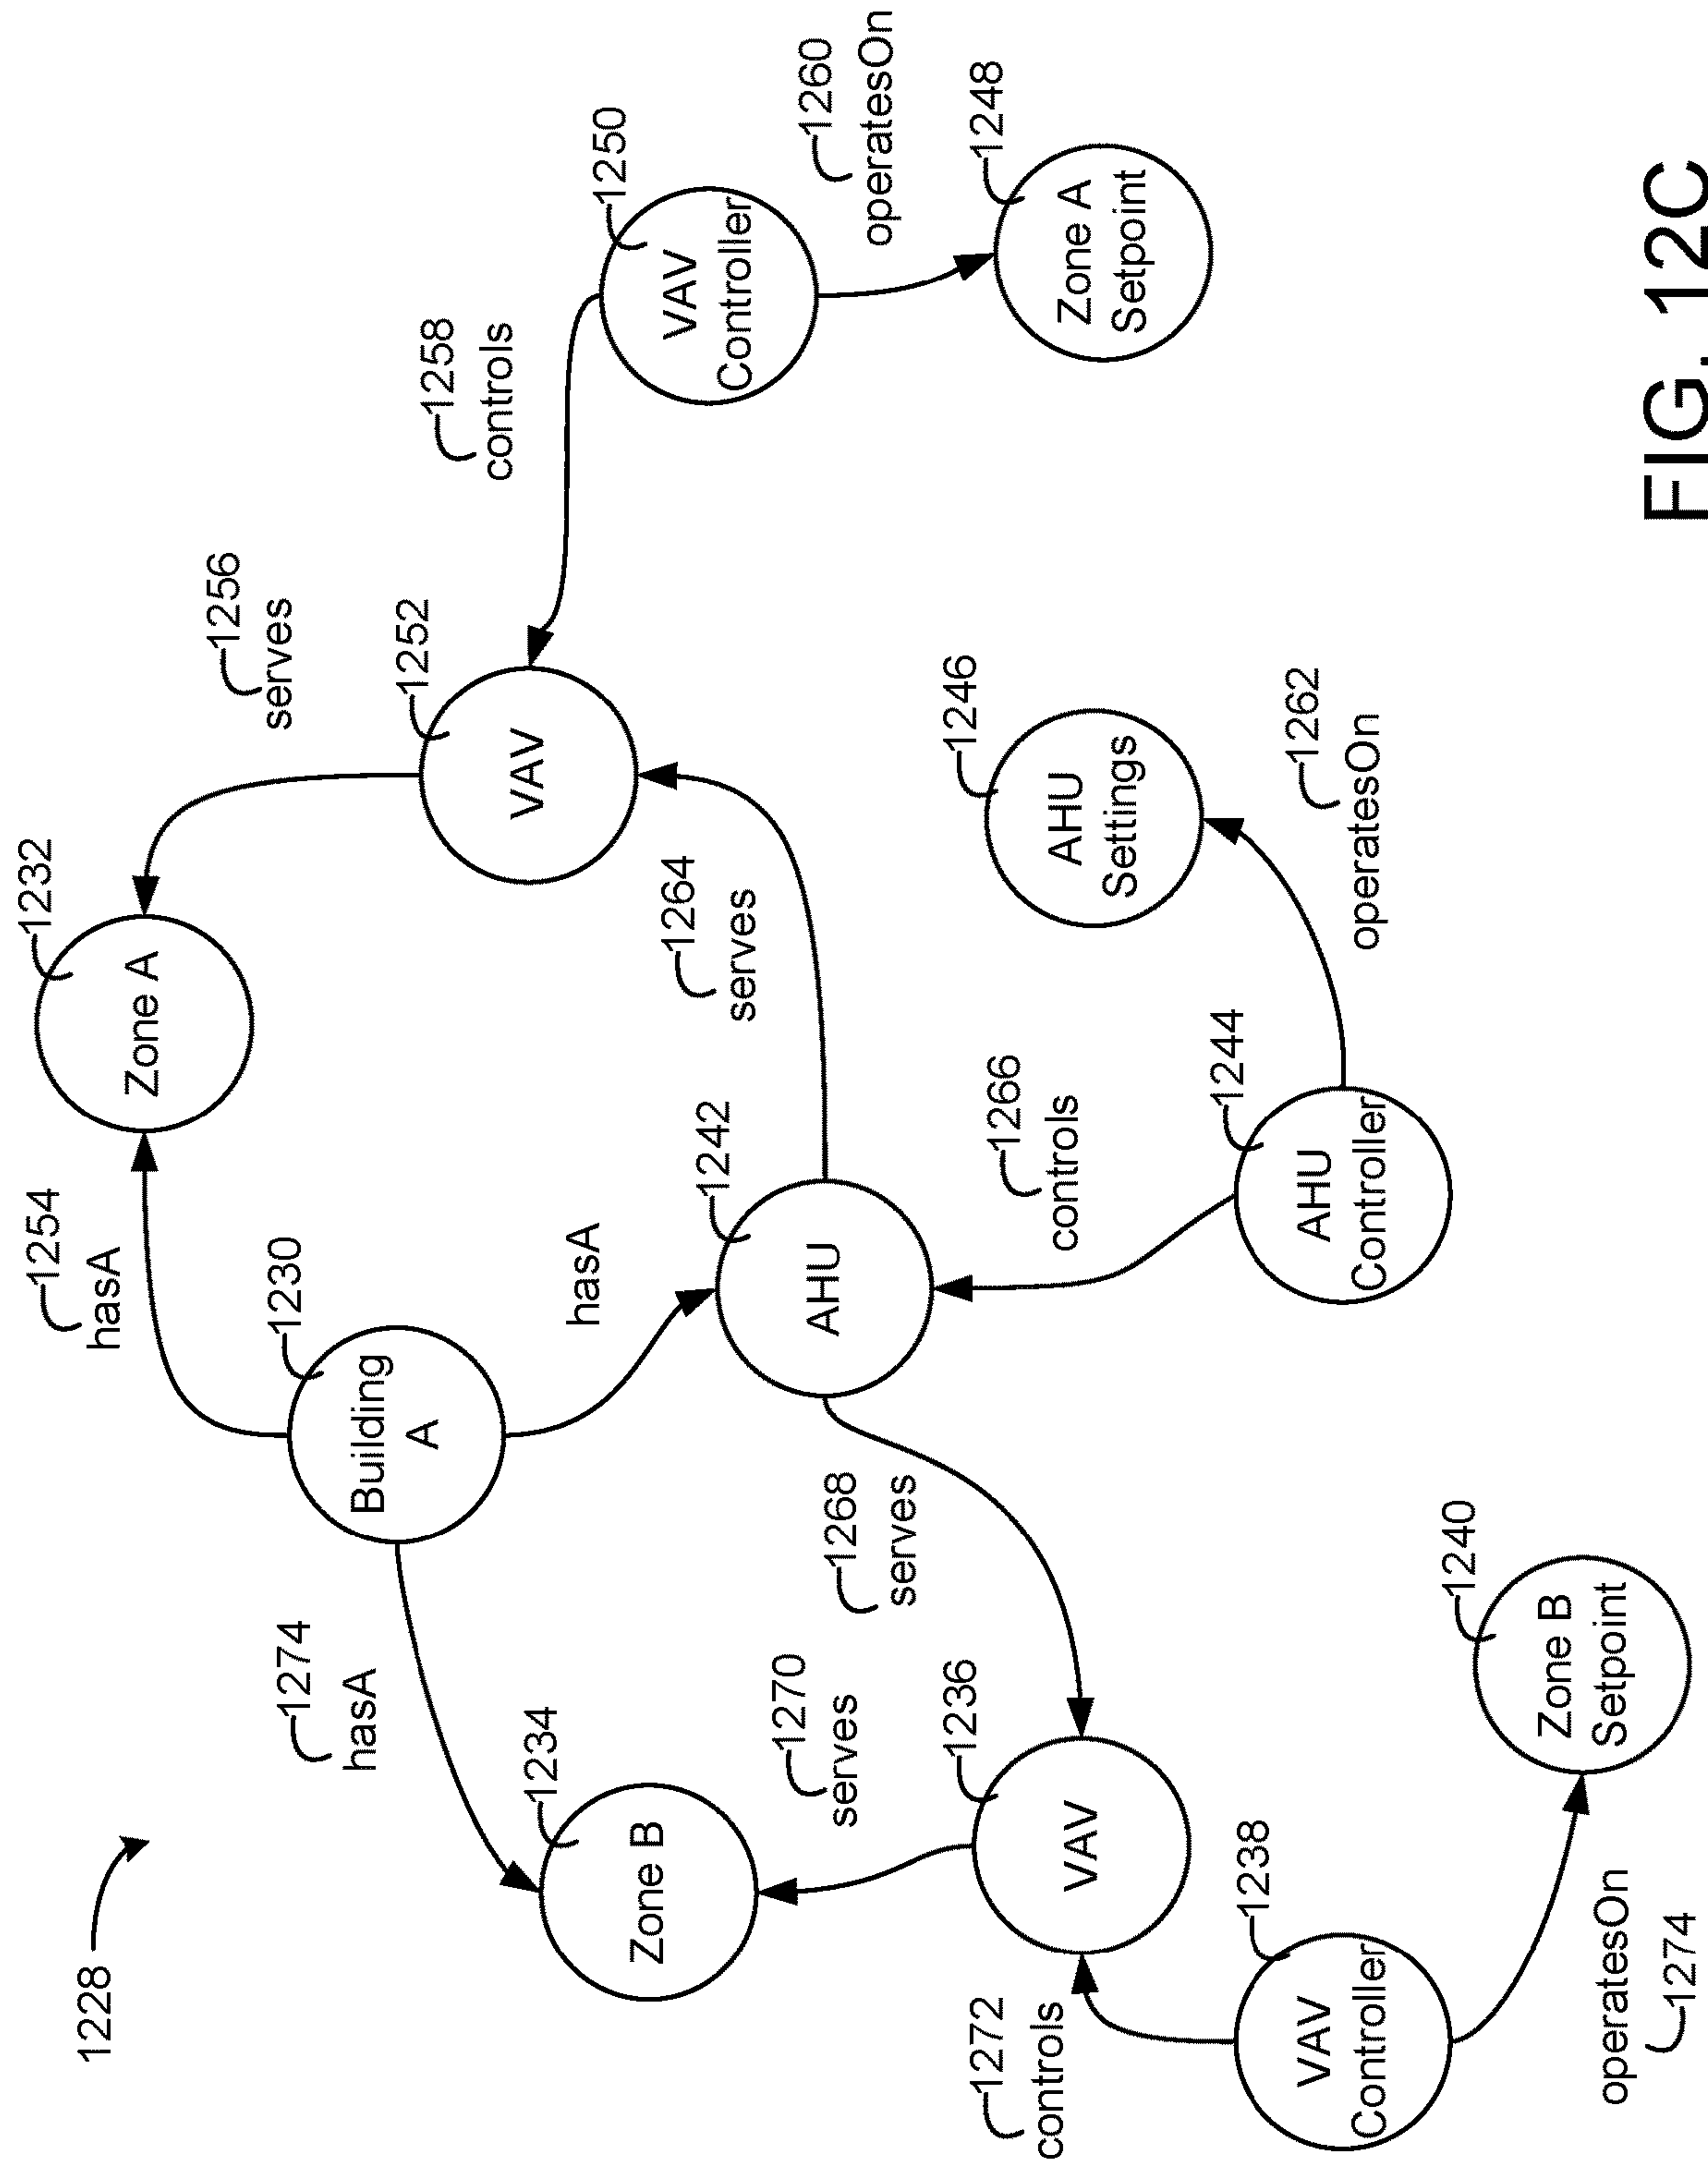 1228
1274
hasA
1254
hasA
1232
Zone A
1256
serves
1230
Building
A
1234
Zone B
hasA
1252
VAV
1258
controls
1250
VAV
Controller
1270
serves
1268
serves
1242
AHU
1264
serves
1260
operatesOn
1272
controls
1236
VAV
1266
controls
1246
AHU
Settings
1248
Zone A
Setpoint
1238
VAV
Controller
1244
AHU
Controller
1262
operatesOn
1240
Zone B
Setpoint
operatesOn
1274
FIG. 12C